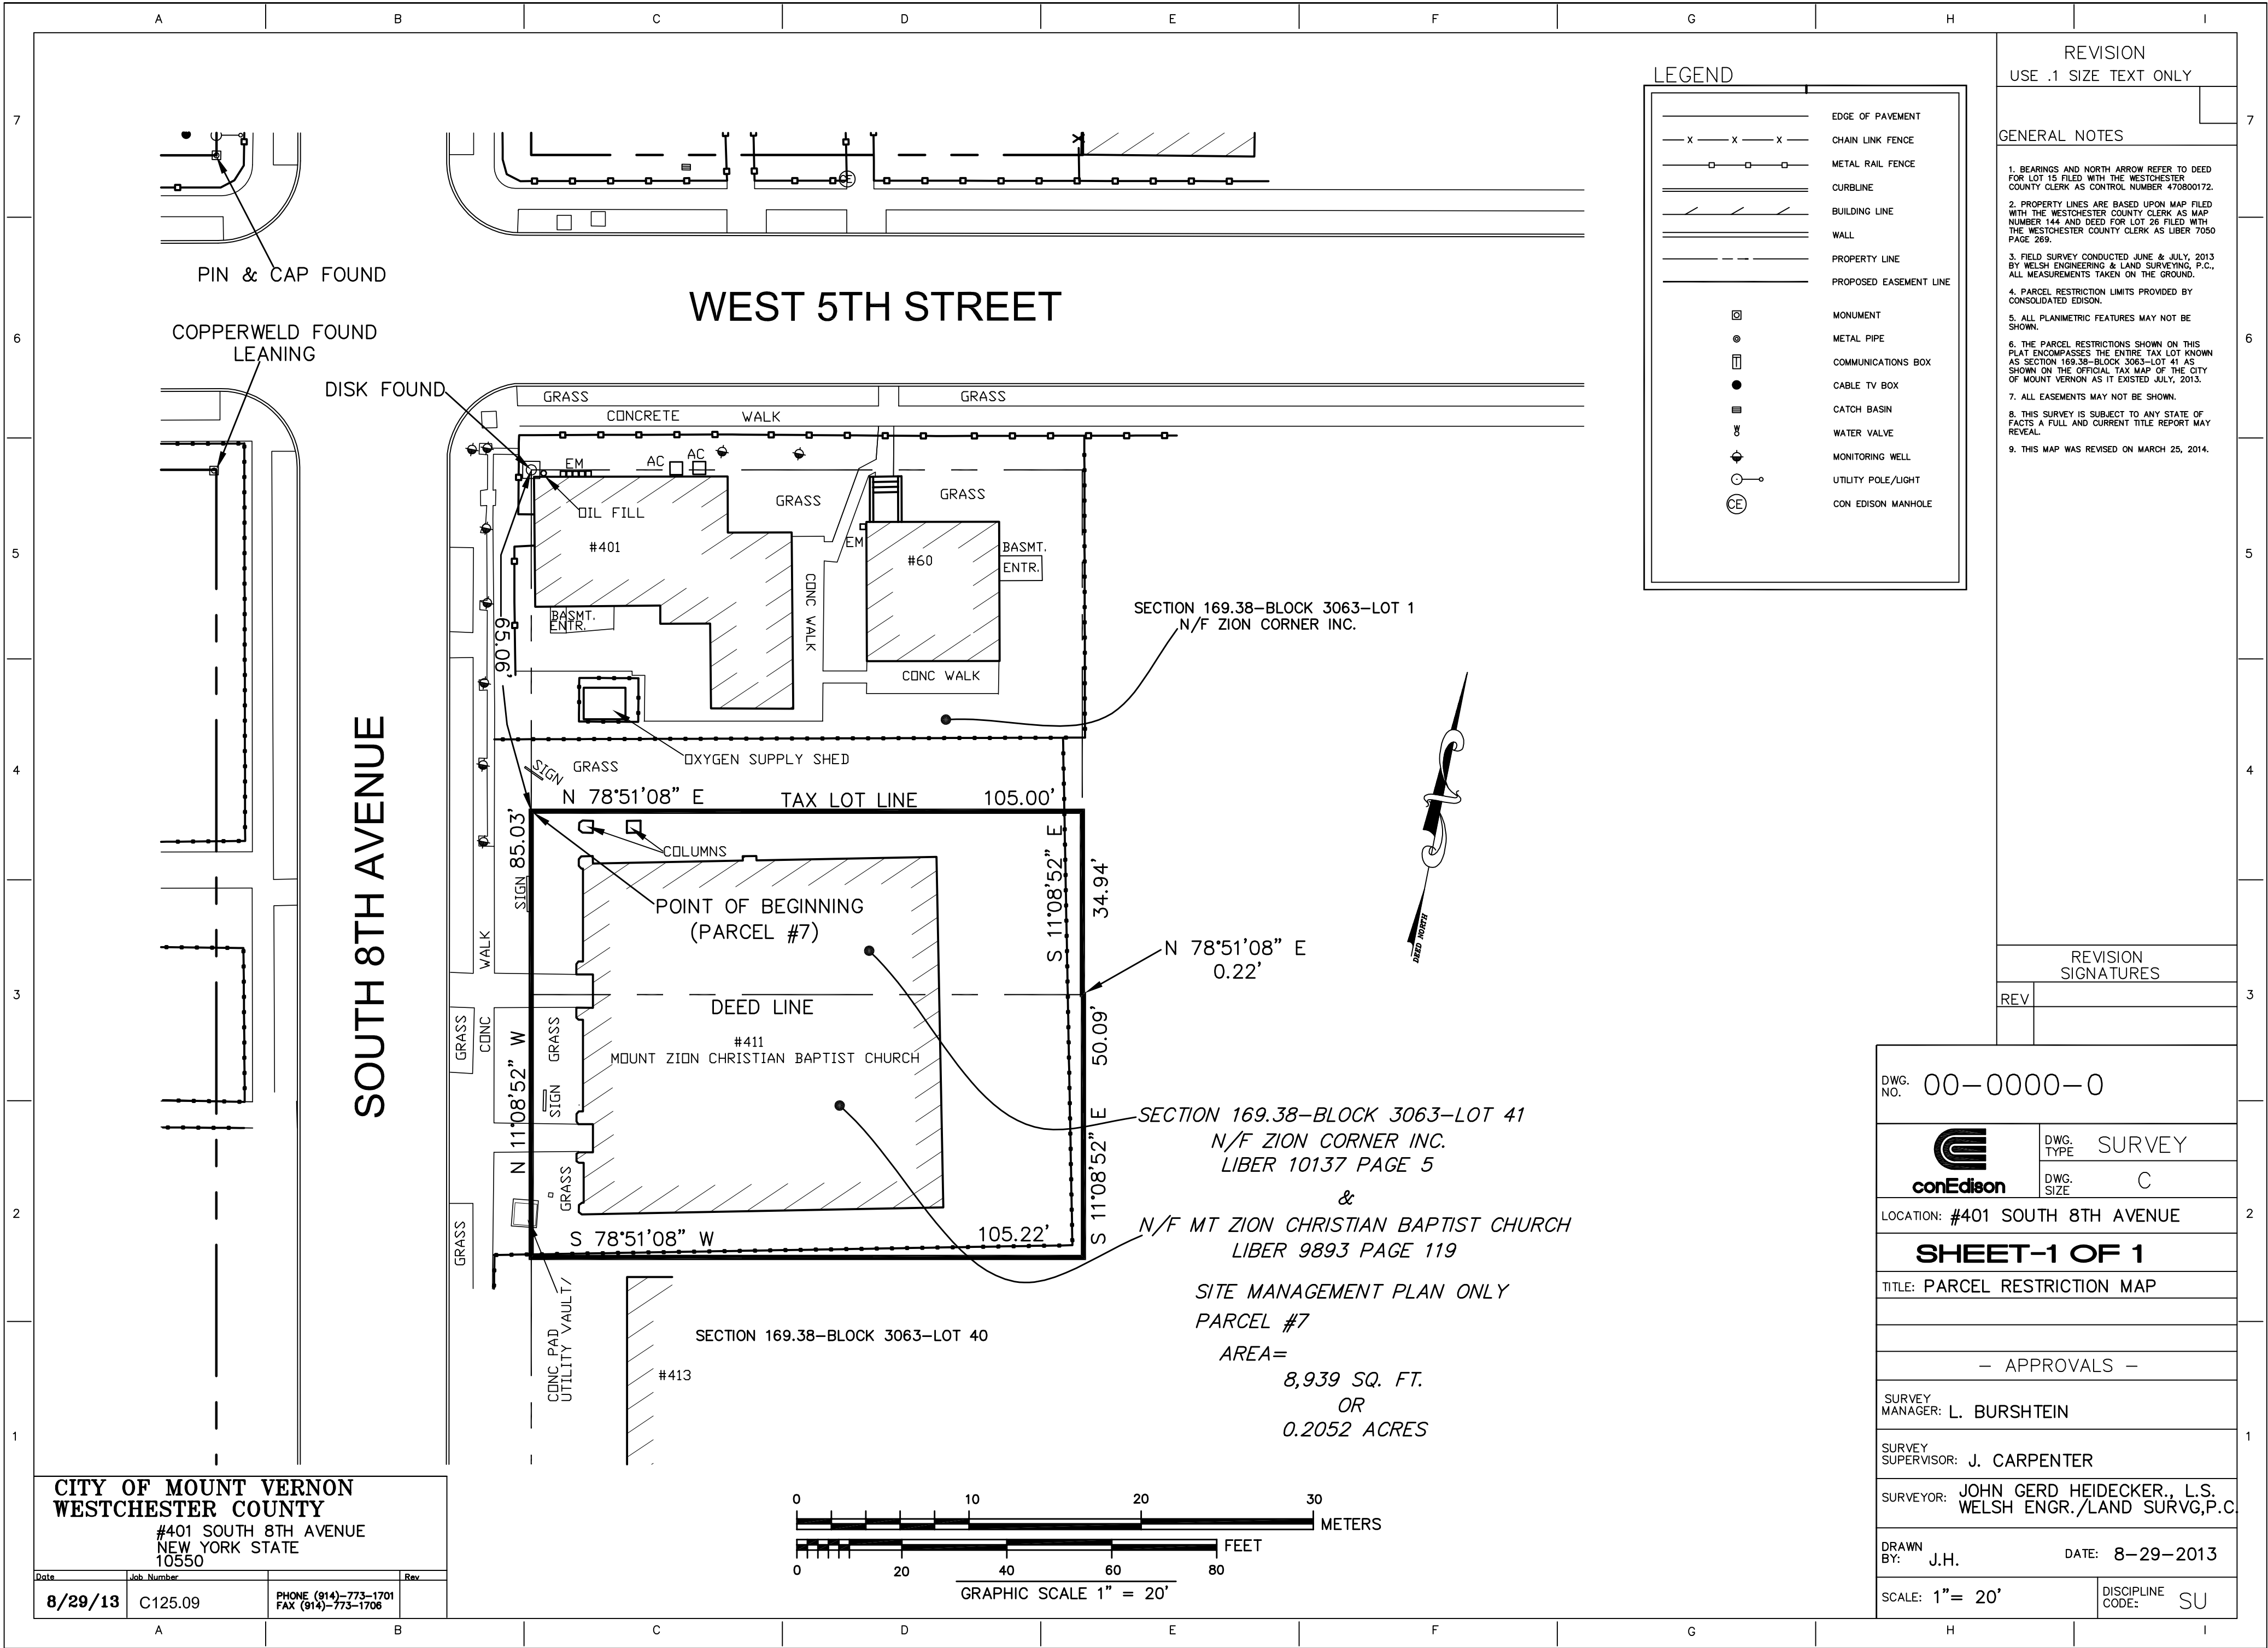 A B C D E F G H I
7
6
5
4
3
2
1
PIN & CAP FOUND
COPPERWELD FOUND
LEANING
DISK FOUND
WEST 5TH STREET
SOUTH 8TH AVENUE
CE
GRASS
GRASS
CONCRETE WALK
EM
AC
AC
GRASS
GRASS
OIL FILL
#401
EM
#60
BASMT.
ENTR.
CONC WALK
BASMT.
ENTR.
65.06'
CONC WALK
SECTION 169.38-BLOCK 3063-LOT 1
N/F ZION CORNER INC.
OXYGEN SUPPLY SHED
SIGN
GRASS
N 78°51'08" E TAX LOT LINE 105.00'
85.03'
COLUMNS
SIGN
POINT OF BEGINNING
(PARCEL #7)
S 11°08'52" E
34.94'
WALK
N 78°51'08" E
0.22'
DEED LINE
#411
MOUNT ZION CHRISTIAN BAPTIST CHURCH
GRASS
CONC
N 11°08'52" W
GRASS
SIGN
50.09'
S 11°08'52" E
GRASS
GRASS
S 78°51'08" W 105.22'
CONC PAD
UTILITY VAULT/
SECTION 169.38-BLOCK 3063-LOT 40
#413
SECTION 169.38-BLOCK 3063-LOT 41
N/F ZION CORNER INC.
LIBER 10137 PAGE 5
&
N/F MT ZION CHRISTIAN BAPTIST CHURCH
LIBER 9893 PAGE 119
SITE MANAGEMENT PLAN ONLY
PARCEL #7
AREA=
8,939 SQ. FT.
OR
0.2052 ACRES
DEED NORTH
LEGEND
EDGE OF PAVEMENT
X X X CHAIN LINK FENCE
METAL RAIL FENCE
CURBLINE
BUILDING LINE
WALL
PROPERTY LINE
PROPOSED EASEMENT LINE
MONUMENT
METAL PIPE
T COMMUNICATIONS BOX
CABLE TV BOX
CATCH BASIN
W WATER VALVE
MONITORING WELL
UTILITY POLE/LIGHT
CE CON EDISON MANHOLE
REVISION
USE .1 SIZE TEXT ONLY
GENERAL NOTES
1. BEARINGS AND NORTH ARROW REFER TO DEED
FOR LOT 15 FILED WITH THE WESTCHESTER
COUNTY CLERK AS CONTROL NUMBER 470800172.
2. PROPERTY LINES ARE BASED UPON MAP FILED
WITH THE WESTCHESTER COUNTY CLERK AS MAP
NUMBER 144 AND DEED FOR LOT 26 FILED WITH
THE WESTCHESTER COUNTY CLERK AS LIBER 7050
PAGE 269.
3. FIELD SURVEY CONDUCTED JUNE & JULY, 2013
BY WELSH ENGINEERING & LAND SURVEYING, P.C.,
ALL MEASUREMENTS TAKEN ON THE GROUND.
4. PARCEL RESTRICTION LIMITS PROVIDED BY
CONSOLIDATED EDISON.
5. ALL PLANIMETRIC FEATURES MAY NOT BE
SHOWN.
6. THE PARCEL RESTRICTIONS SHOWN ON THIS
PLAT ENCOMPASSES THE ENTIRE TAX LOT KNOWN
AS SECTION 169.38-BLOCK 3063-LOT 41 AS
SHOWN ON THE OFFICIAL TAX MAP OF THE CITY
OF MOUNT VERNON AS IT EXISTED JULY, 2013.
7. ALL EASEMENTS MAY NOT BE SHOWN.
8. THIS SURVEY IS SUBJECT TO ANY STATE OF
FACTS A FULL AND CURRENT TITLE REPORT MAY
REVEAL.
9. THIS MAP WAS REVISED ON MARCH 25, 2014.
7
6
5
4
3
2
1
REVISION
SIGNATURES
REV
DWG.
NO. 00-0000-0
conEdison
DWG.
TYPE SURVEY
DWG.
SIZE C
LOCATION: #401 SOUTH 8TH AVENUE
SHEET-1 OF 1
TITLE: PARCEL RESTRICTION MAP
- APPROVALS -
SURVEY
MANAGER: L. BURSHTEIN
SURVEY
SUPERVISOR: J. CARPENTER
SURVEYOR: JOHN GERD HEIDECKER., L.S.
WELSH ENGR./LAND SURVG,P.C.
DRAWN
BY: J.H. DATE: 8-29-2013
SCALE: 1"= 20' DISCIPLINE
CODE: SU
CITY OF MOUNT VERNON
WESTCHESTER COUNTY
#401 SOUTH 8TH AVENUE
NEW YORK STATE
10550
Date Job Number Rev
8/29/13 C125.09 PHONE (914)-773-1701
FAX (914)-773-1706
0 10 20 30
METERS
FEET
0 20 40 60 80
GRAPHIC SCALE 1" = 20'
A B C D E F G H I